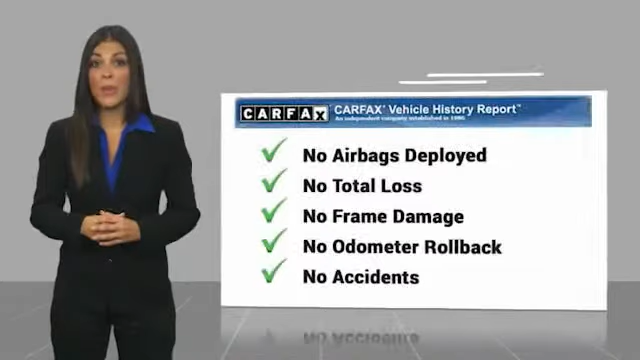 CARFAX CARFAX® Vehicle History Report™
An independent company established in 1986
No Airbags Deployed
No Total Loss
No Frame Damage
No Odometer Rollback
No Accidents